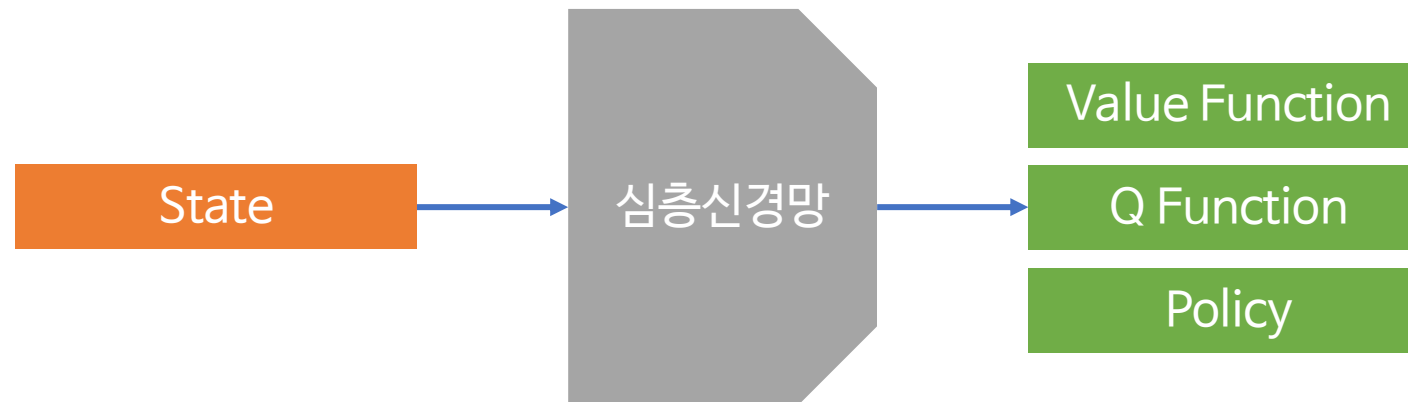 State
심층신경망
Value Function
Q Function
Policy